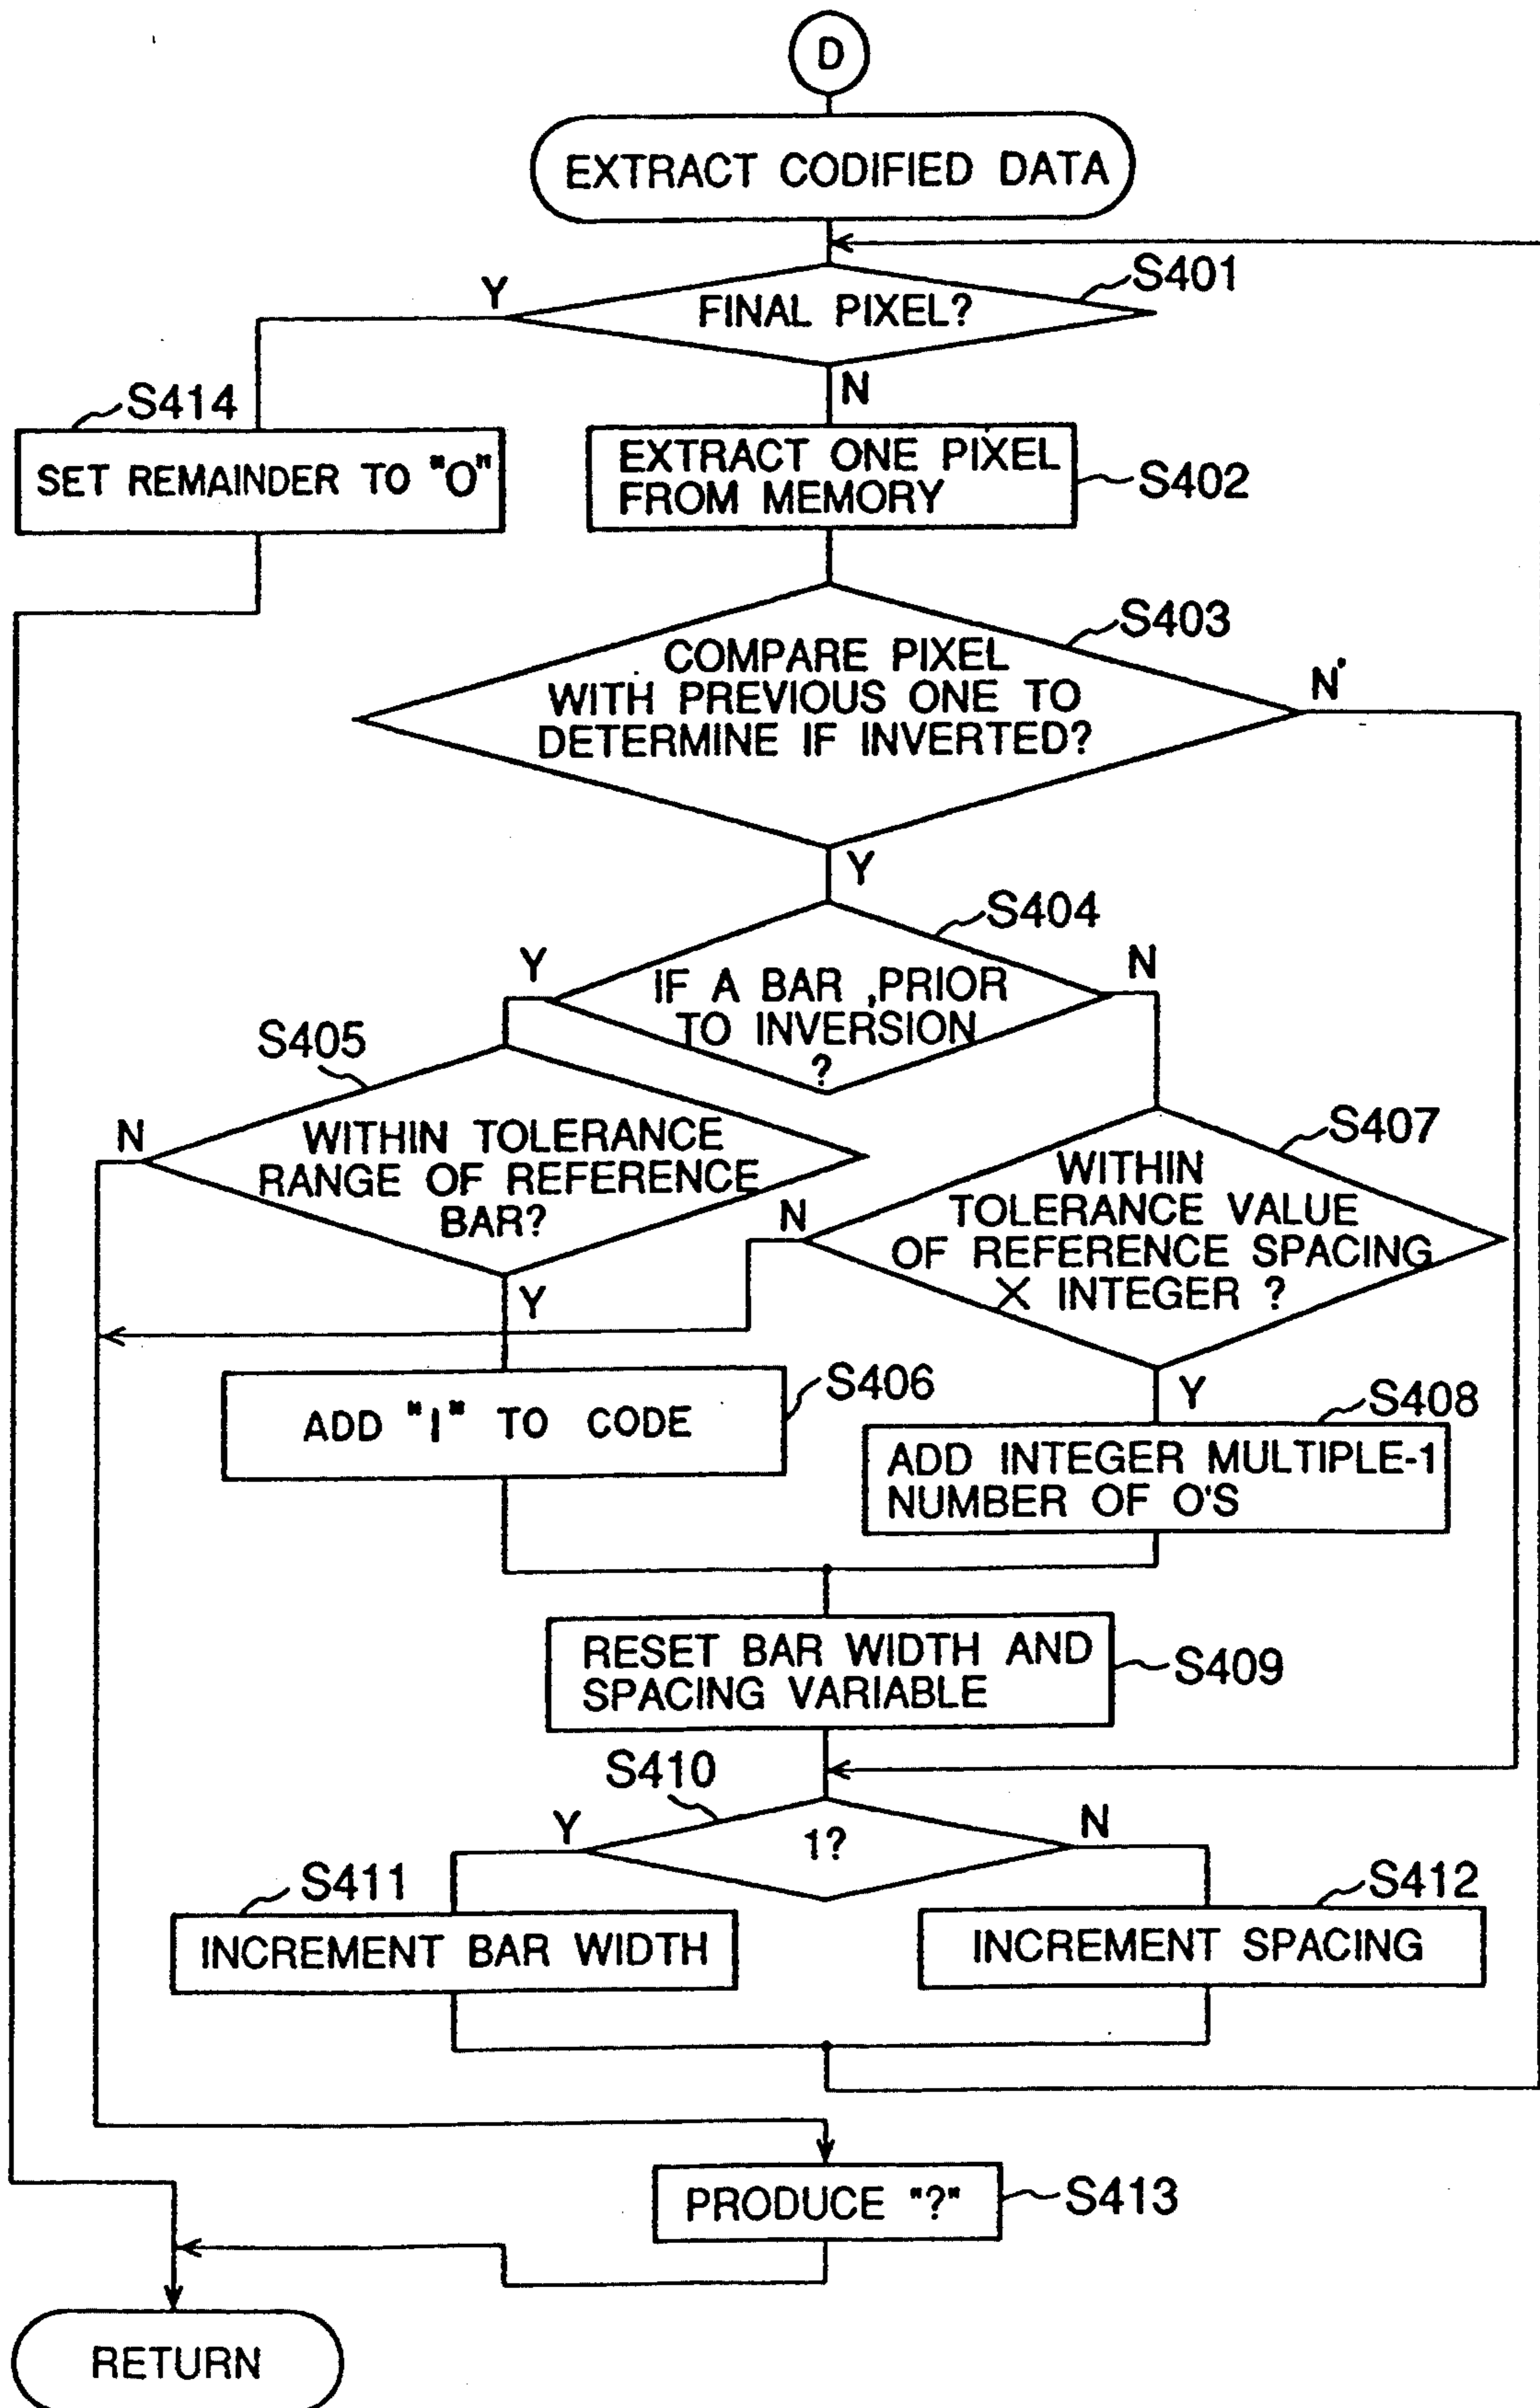 D
EXTRACT CODIFIED DATA
S401
Y
FINAL PIXEL?
N
S414
SET REMAINDER TO "O"
EXTRACT ONE PIXEL
FROM MEMORY
S402
S403
COMPARE PIXEL
WITH PREVIOUS ONE TO
DETERMINE IF INVERTED?
N
Y
S404
Y
N
IF A BAR ,PRIOR
TO INVERSION
?
S405
N
WITHIN TOLERANCE
RANGE OF REFERENCE
BAR?
Y
S407
WITHIN
TOLERANCE VALUE
OF REFERENCE SPACING
X INTEGER ?
N
Y
S406
ADD "I" TO CODE
S408
ADD INTEGER MULTIPLE-1
NUMBER OF O'S
RESET BAR WIDTH AND
SPACING VARIABLE
S409
S410
Y
1?
N
S411
INCREMENT BAR WIDTH
S412
INCREMENT SPACING
PRODUCE "?"
S413
RETURN